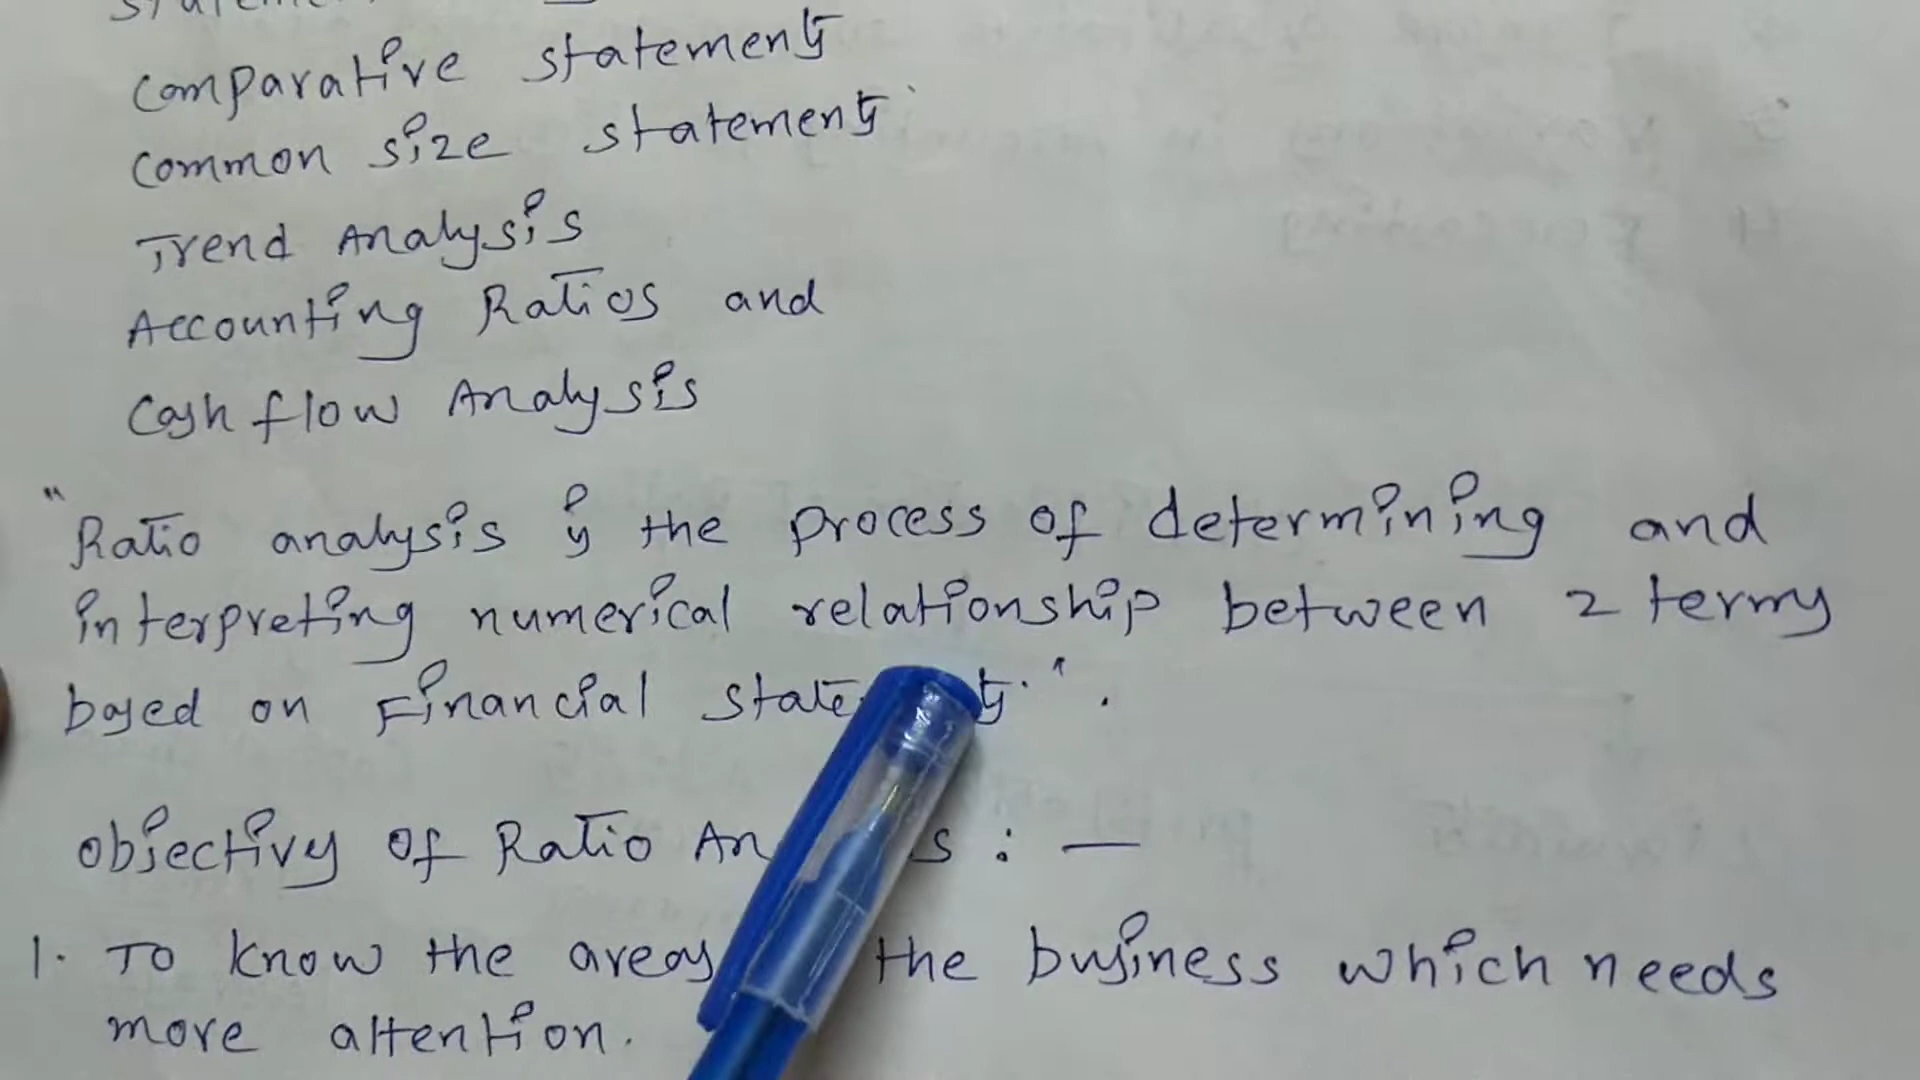 Comparative statements
Common size statements
Trend Analysis
Accounting Ratios and
Cash flow Analysis
"Ratio analysis is the process of determining and
interpreting numerical relationship between 2 terms
based on Financial
Objectives of Ratio
1. To know the areas the business which needs
more attention.